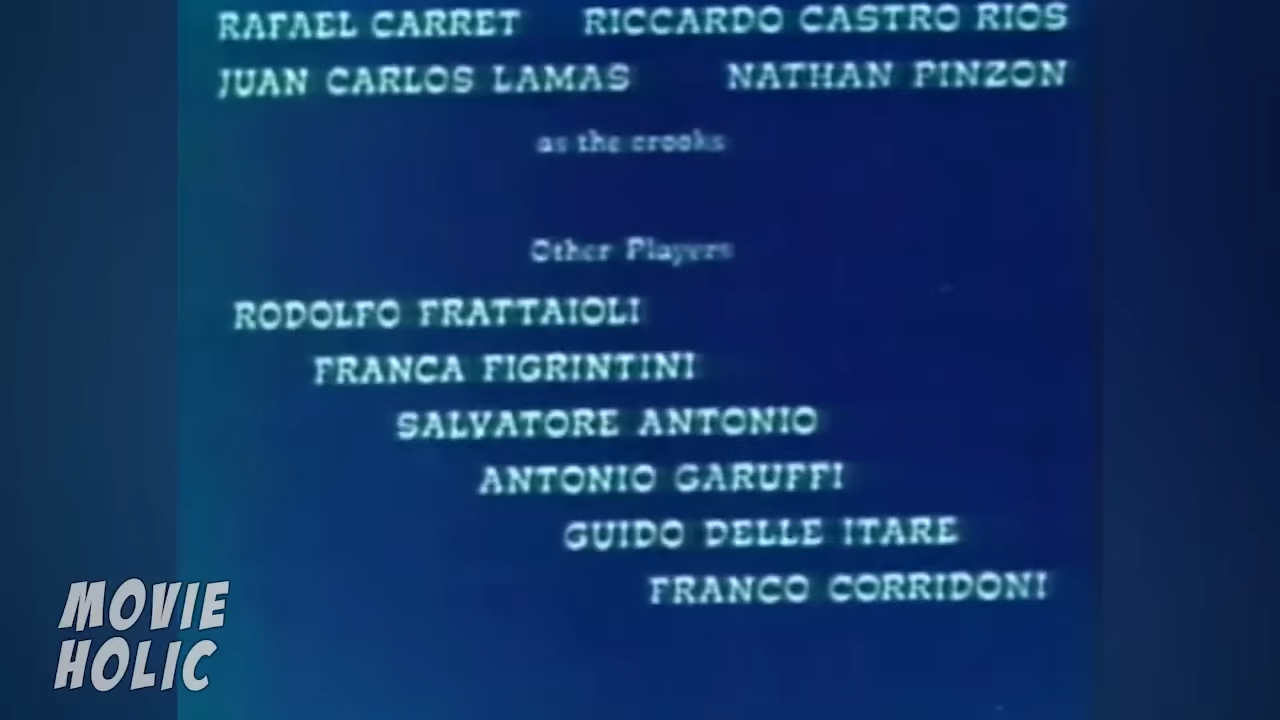 RAFAEL CARRET RICCARDO CASTRO RIOS
JUAN CARLOS LAMAS NATHAN PINZON
as the crooks
Other Players
RODOLFO FRATTAIOLI
FRANCA FIGRINTINI
SALVATORE ANTONIO
ANTONIO GARUFFI
GUIDO DELLE ITARE
FRANCO CORRIDONI
MOVIE
HOLIC